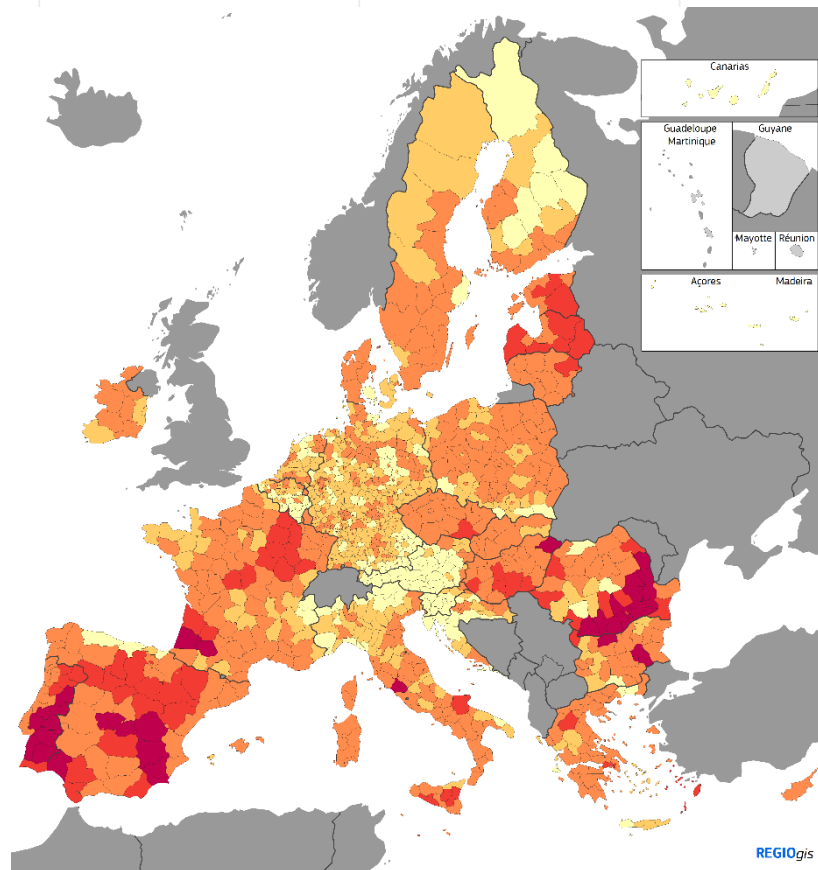 Canarias
Guadeloupe
Martinique
Guyane
Mayotte
Réunion
Açores
Madeira
REGIOgis